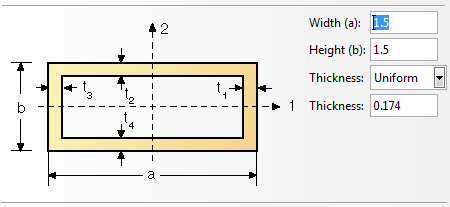 Width (a): 1.5
Height (b): 1.5
Thickness: Uniform
Thickness: 0.174
2
t3
t2
t1
b
1
t4
a